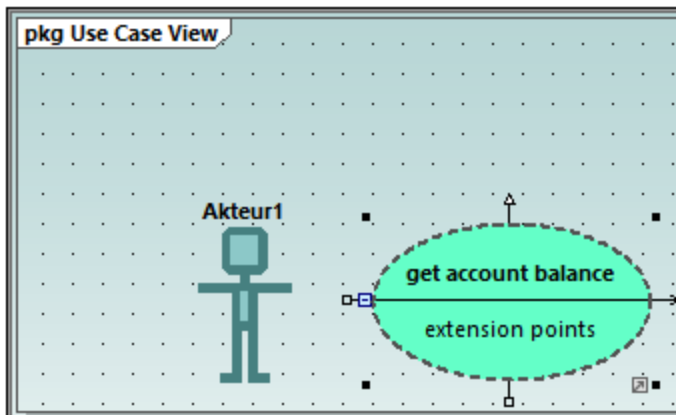 pkg Use Case View
Akteur1
get account balance
extension points